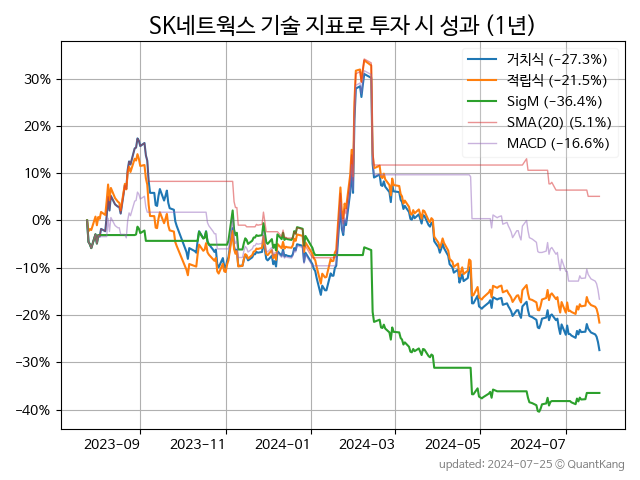 SK네트웍스 기술 지표로 투자 시 성과 (1년)
거치식 (−27.3%)
적립식 (−21.5%)
SigM (−36.4%)
SMA(20) (5.1%)
MACD (−16.6%)
30%
20%
10%
0%
−10%
−20%
−30%
−40%
2023-09 2023-11 2024-01 2024-03 2024-05 2024-07
updated: 2024-07-25 © QuantKang